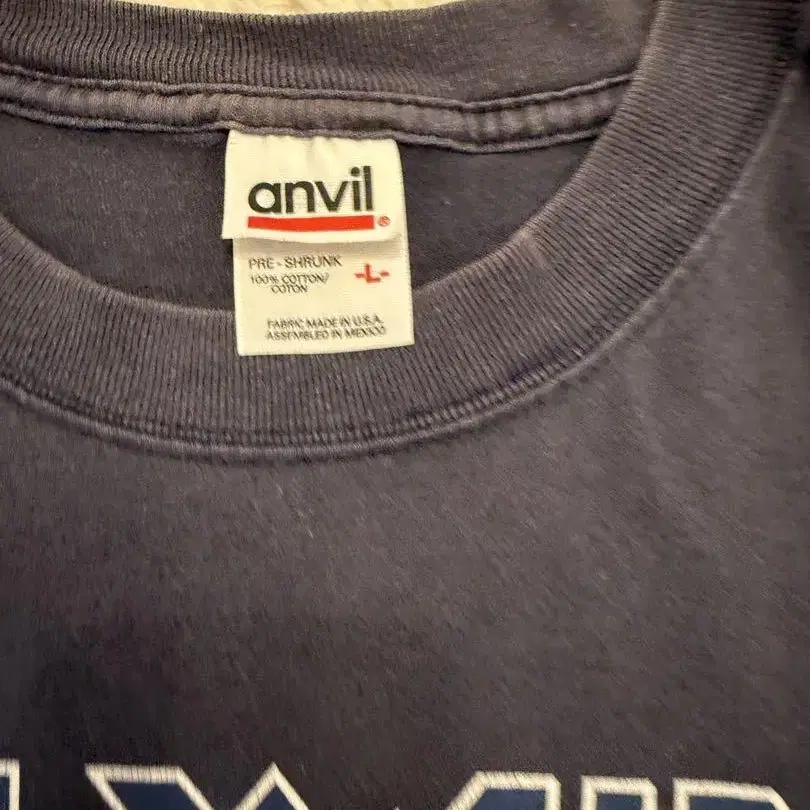 anvil®
PRE-SHRUNK
-L-
100% COTTON/
COTON
FABRIC MADE IN U.S.A.
ASSEMBLED IN MEXICO